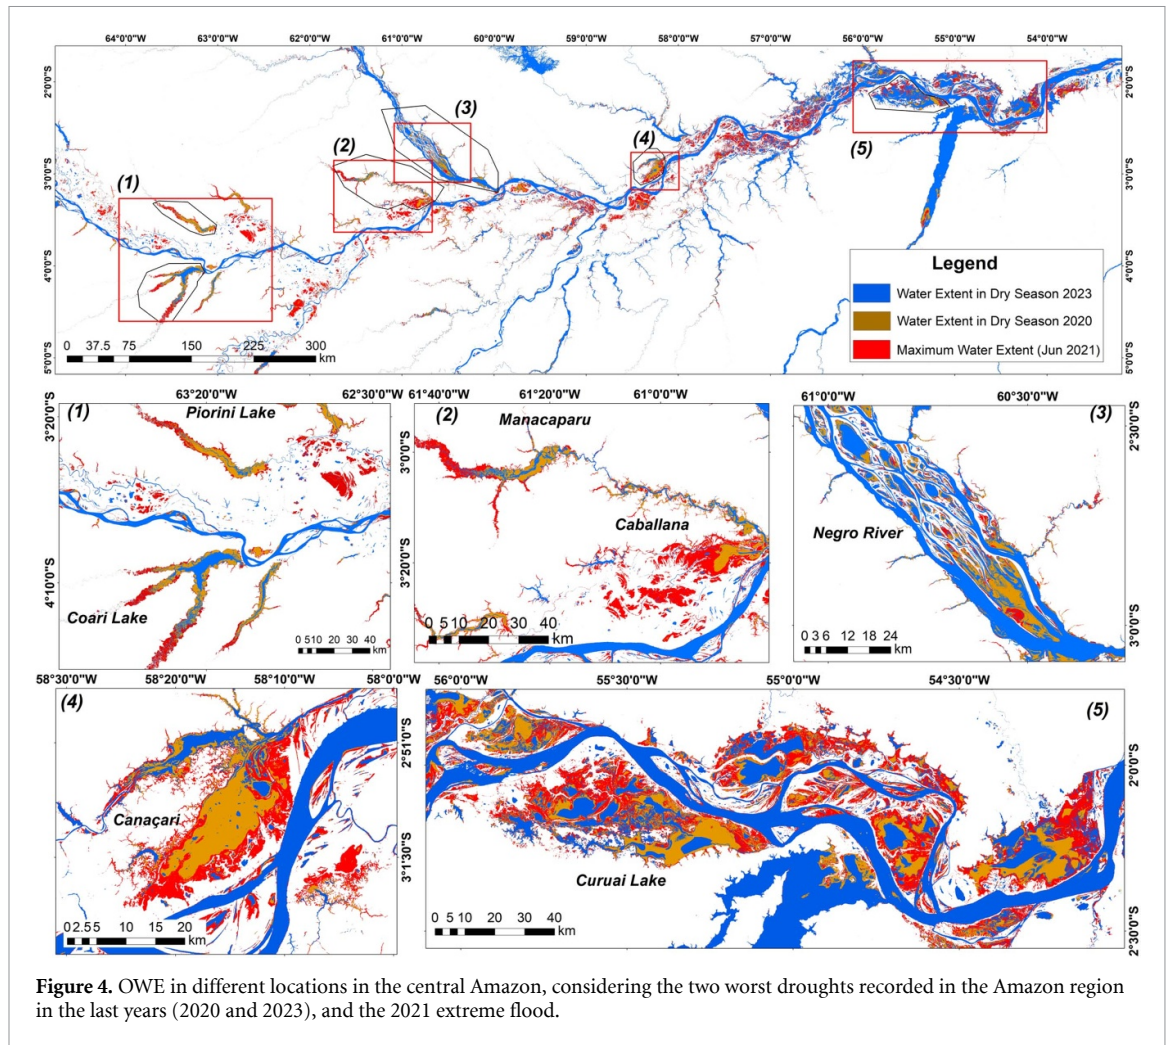 64°0'0"W 63°0'0"W 62°0'0"W 61°0'0"W 60°0'0"W 59°0'0"W 58°0'0"W 57°0'0"W 56°0'0"W 55°0'0"W 54°0'0"W
2°0'0"S 2°0'0"S
(3)
(2)
(4)
(5)
3°0'0"S 3°0'0"S
(1)
4°0'0"S 4°0'0"S
Legend
Water Extent in Dry Season 2023
Water Extent in Dry Season 2020
Maximum Water Extent (Jun 2021)
0 37.5 75 150 225 300
km
5°0'0"S 5°0'0"S
63°20'0"W 62°30'0"W
(1)
Piorini Lake
3°20'0"S
4°10'0"S
Coari Lake
0 5 10 20 30 40
km
61°40'0"W 61°20'0"W 61°0'0"W
(2)
Manacaparu
3°0'0"S
Caballana
3°20'0"S
0 5 10 20 30 40
km
61°0'0"W 60°30'0"W
(3)
2°30'0"S
Negro River
3°0'0"S
0 3 6 12 18 24
km
58°30'0"W 58°20'0"W 58°10'0"W 58°0'0"W
(4)
2°51'0"S
Canaçari
3°1'30"S
0 2.5 5 10 15 20
km
56°0'0"W 55°30'0"W 55°0'0"W 54°30'0"W
(5)
2°0'0"S
Curuai Lake
0 5 10 20 30 40
km
2°30'0"S
Figure 4. OWE in different locations in the central Amazon, considering the two worst droughts recorded in the Amazon region
in the last years (2020 and 2023), and the 2021 extreme flood.